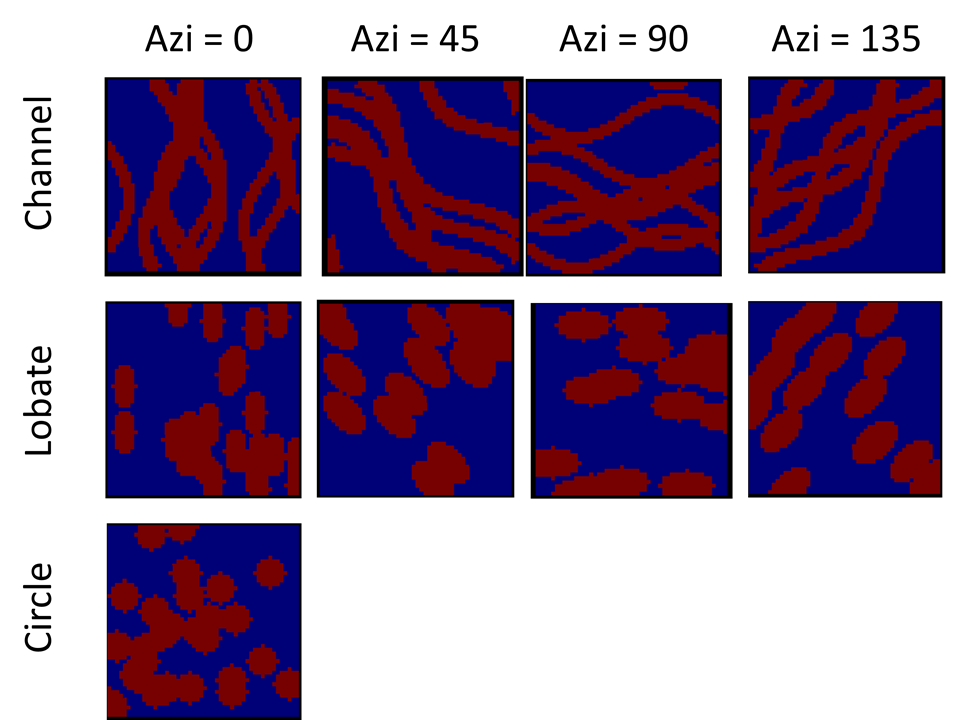 Azi = 0
Azi = 45
Azi = 90
Azi = 135
Channel
Lobate
Circle